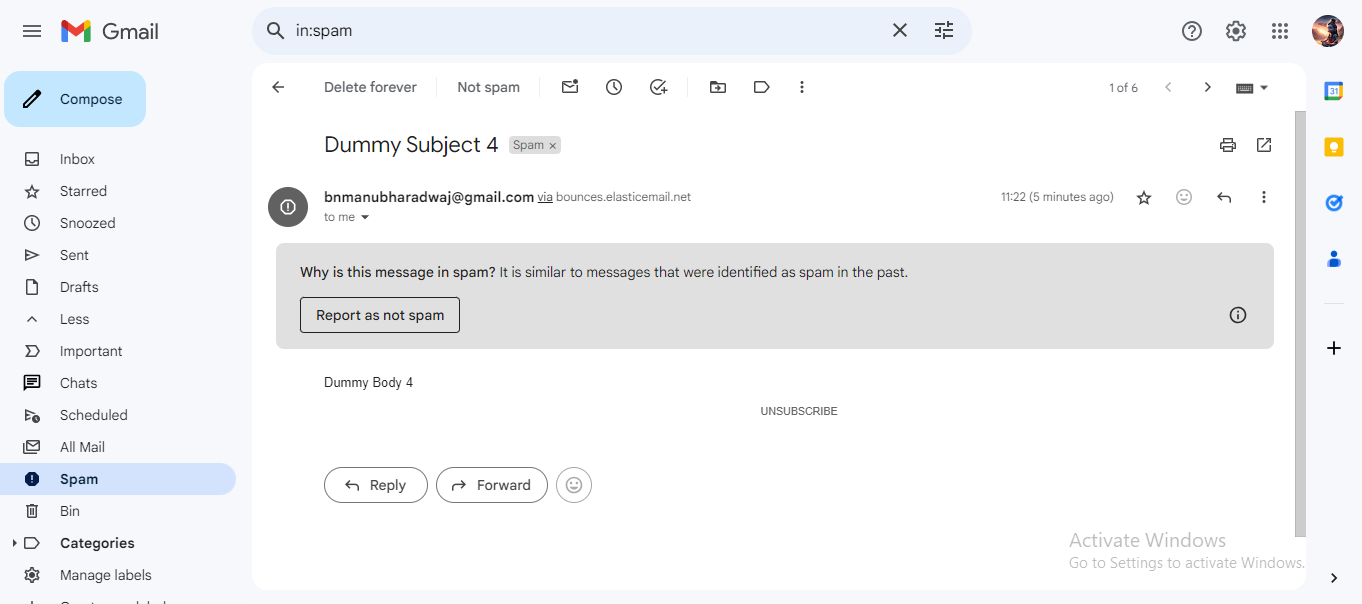 Gmail
in:spam
Compose
Inbox
Starred
Snoozed
Sent
Drafts
Less
Important
Chats
Scheduled
All Mail
Spam
Bin
Categories
Manage labels
Delete forever
Not spam
1 of 6
Dummy Subject 4
Spam ×
bnmanubharadwaj@gmail.com via bounces.elasticemail.net
11:22 (5 minutes ago)
to me
Why is this message in spam? It is similar to messages that were identified as spam in the past.
Report as not spam
Dummy Body 4
UNSUBSCRIBE
Reply
Forward
Activate Windows
Go to Settings to activate Windows.
31